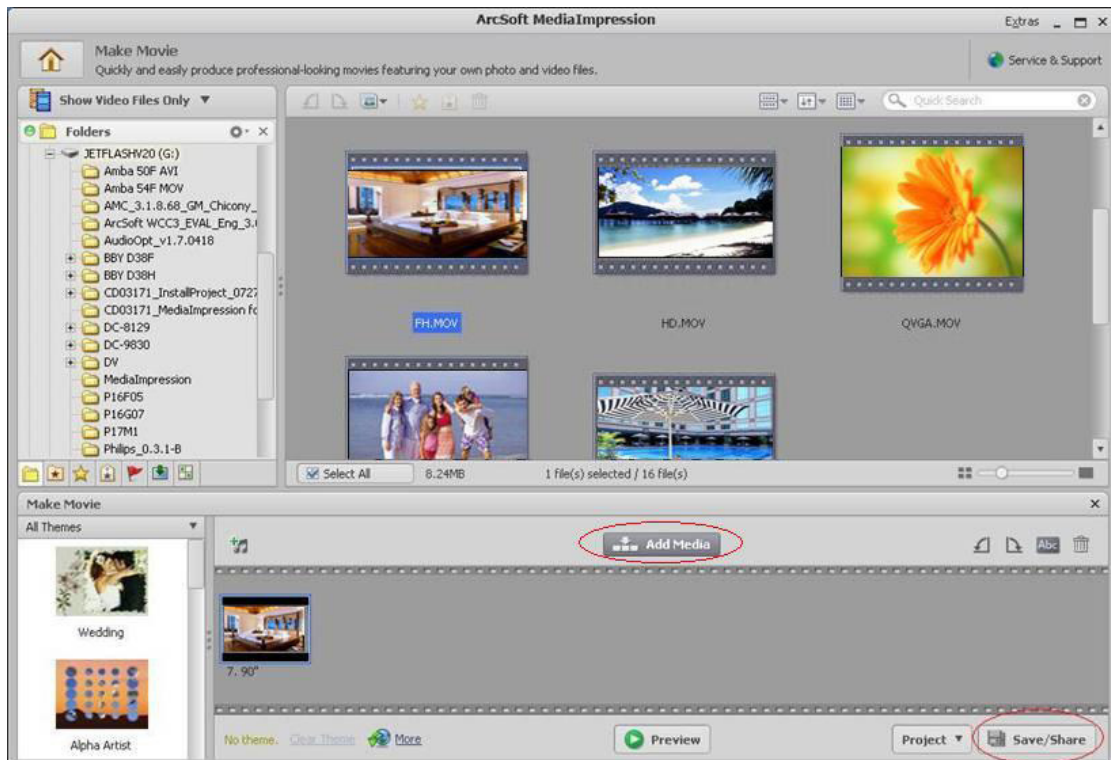 ArcSoft MediaImpression
Extras
Make Movie
Quickly and easily produce professional-looking movies featuring your own photo and video files.
Service & Support
Show Video Files Only
Quick Search
Folders
JETFLASHV20 (G:)
Amba 50F AVI
Amba 54F MOV
AMC_3.1.8.68_GM_Chicony_
ArcSoft WCC3_EVAL_Eng_3.
AudioOpt_v1.7.0418
BBY D38F
BBY D38H
CD03171_InstallProject_0727
CD03171_MediaImpression fo
DC-8129
DC-9830
DV
MediaImpression
P16F05
P16G07
P17M1
Philips_0.3.1-B
FH.MOV
HD.MOV
QVGA.MOV
Select All
8.24MB
1 file(s) selected / 16 file(s)
Make Movie
All Themes
Add Media
Abc
Wedding
7. 90"
Alpha Artist
No theme.
Clear Theme
More
Preview
Project
Save/Share